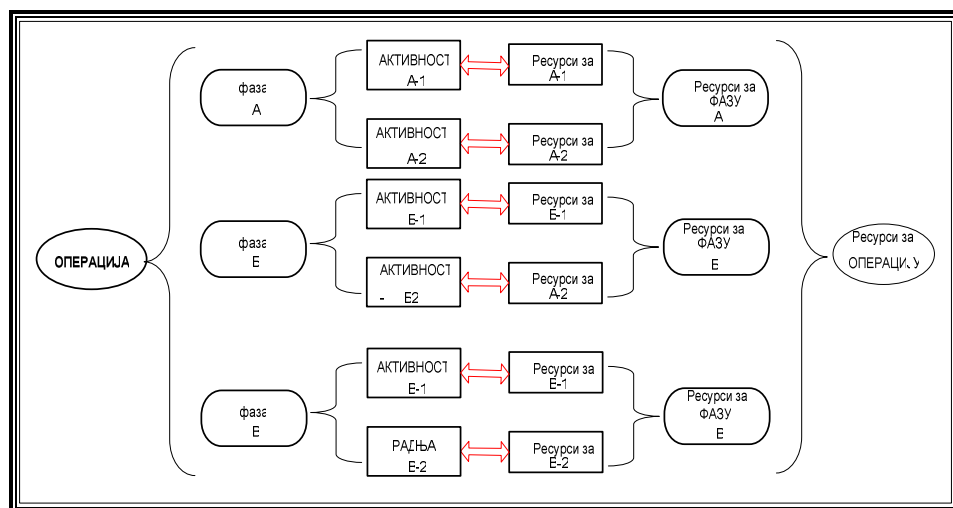 ОПЕРАЦИЈА
фаза
А
АКТИВНОСТ
А-1
Ресурси за
А-1
АКТИВНОСТ
А-2
Ресурси за
А-2
Ресурси за
ФАЗУ
А
фаза
Б
АКТИВНОСТ
Б-1
Ресурси за
Б-1
АКТИВНОСТ
- Б2
Ресурси за
А-2
Ресурси за
ФАЗУ
Б
фаза
Е
АКТИВНОСТ
Е-1
Ресурси за
Е-1
РАДЊА
Е-2
Ресурси за
Е-2
Ресурси за
ФАЗУ
Е
Ресурси за
ОПЕРАЦИЈУ